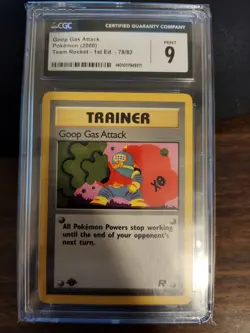 CGC
CERTIFIED GUARANTY COMPANY
Goop Gas Attack
Pokémon (2000)
Team Rocket - 1st Ed. - 78/82
MINT
9
TRAINER
Goop Gas Attack
All Pokémon Powers stop working
until the end of your opponent's
next turn.
R